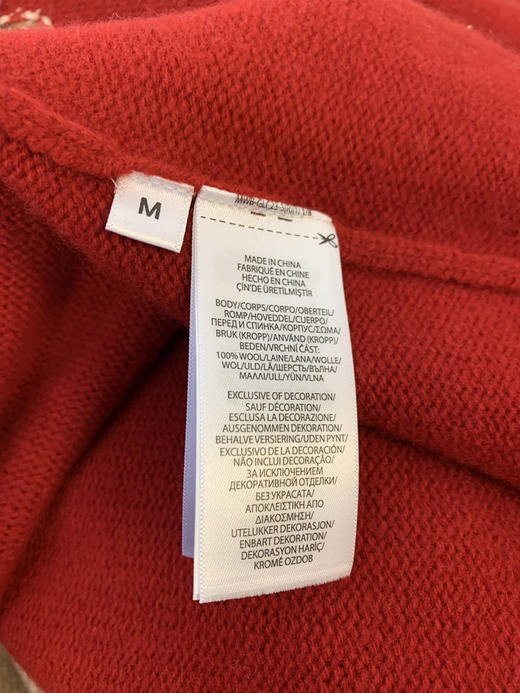 M
MADE IN CHINA
FABRIQUÉ EN CHINE
HECHO EN CHINA
ÇİN'DE ÜRETİLMİŞTİR
BODY/CORPS/CORPO/OBERTEIL/
ROMP/HOVEDDEL/CUERPO/
ПЕРЕД И СПИНКА/КОРПУС/ΣΩΜΑ/
BRUK (KROPP)/ANVÄND (KROPP)/
BEDEN/VRCHNÍ ČÁST:
100% WOOL/LAINE/LANA/WOLLE/
WOL/ULD/LÃ/ШЕРСТЬ/ВЪЛНА/
ΜΑΛΛΙ/ULL/YÜN/VLNA
EXCLUSIVE OF DECORATION/
SAUF DÉCORATION/
ESCLUSA LA DECORAZIONE/
AUSGENOMMEN DEKORATION/
BEHALVE VERSIERING/UDEN PYNT/
EXCLUSIVO DE LA DECORACIÓN/
NÃO INCLUI DECORAÇÃO/
ЗА ИСКЛЮЧЕНИЕМ
ДЕКОРАТИВНОЙ ОТДЕЛКИ/
БЕЗ УКРАСАТА/
ΑΠΟΚΛΕΙΣΤΙΚΗ ΑΠΟ
ΔΙΑΚΟΣΜΗΣΗ/
UTELUKKER DEKORASJON/
ENBART DEKORATION/
DEKORASYON HARİÇ/
KROMĚ OZDOB